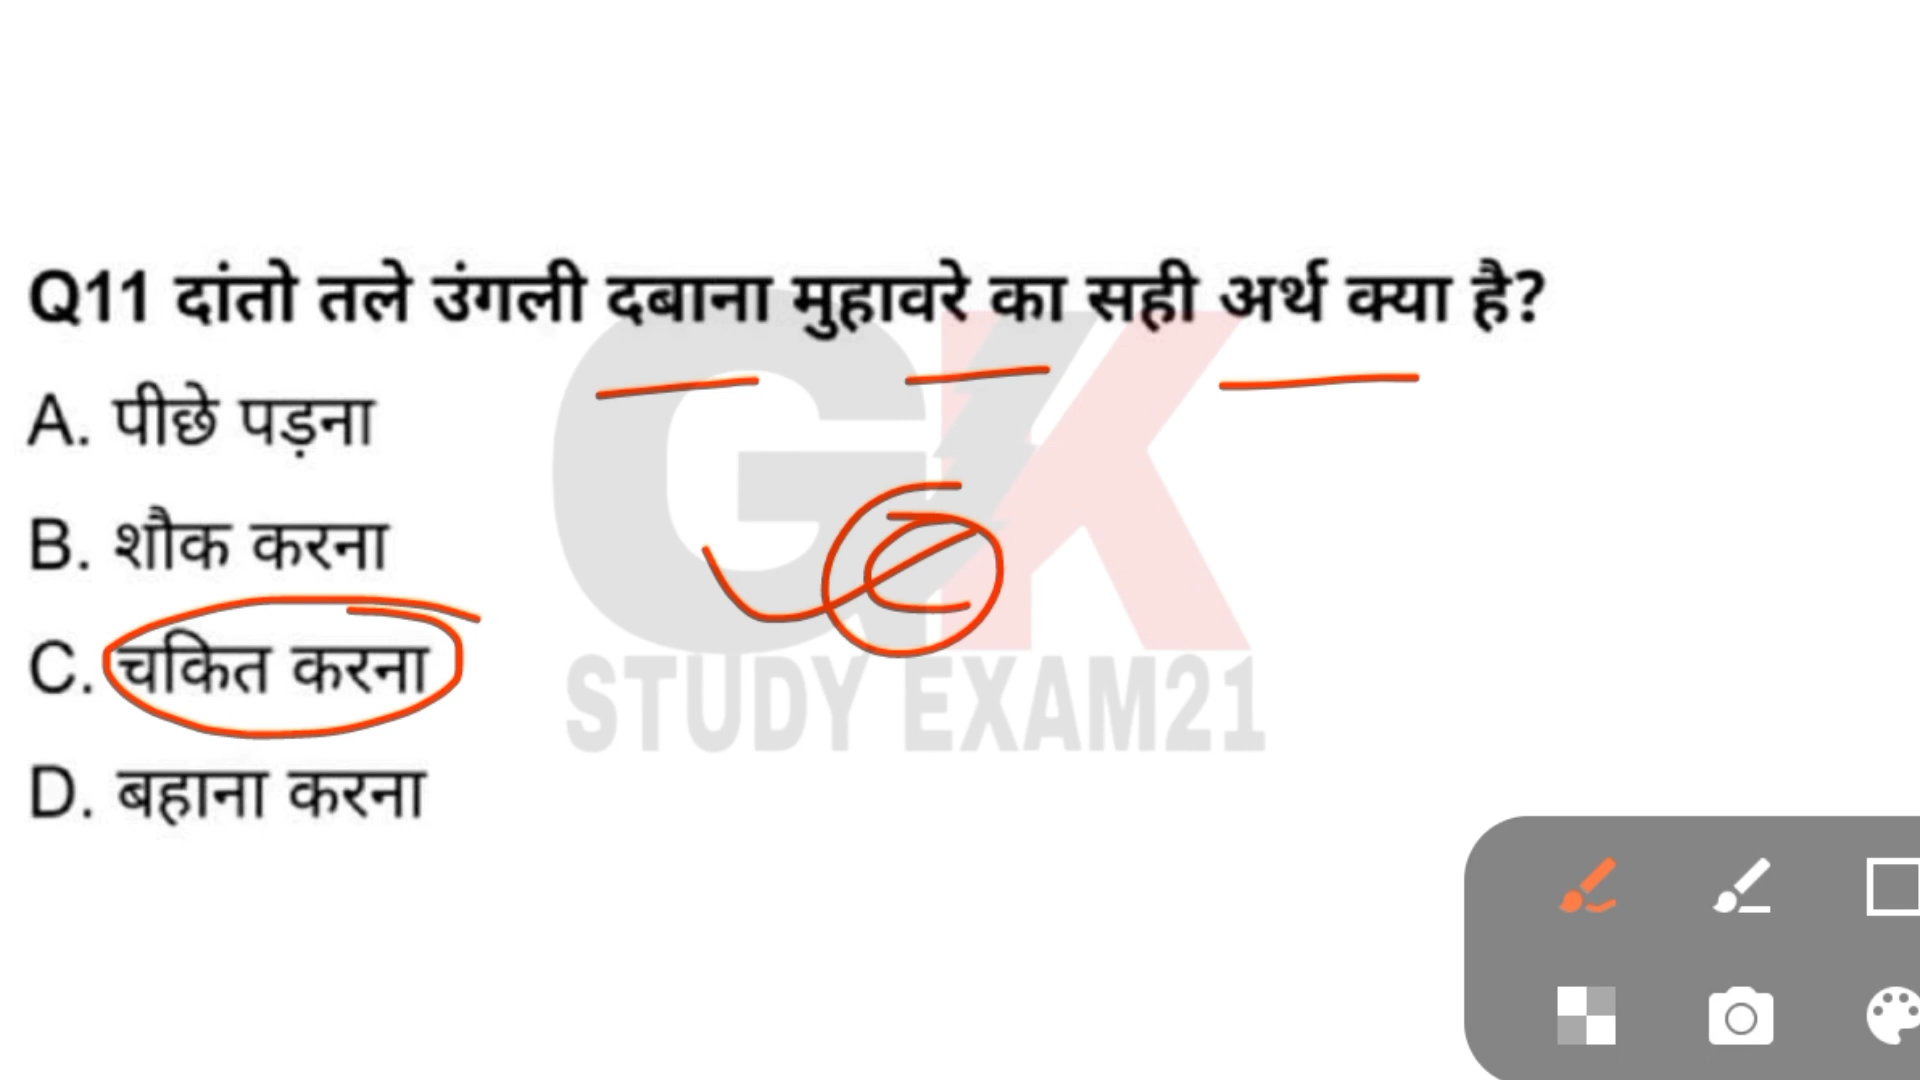 Q11 दांतो तले उंगली दबाना मुहावरे का सही अर्थ क्या है?
A. पीछे पड़ना
B. शौक करना
C. चकित करना
D. बहाना करना
C
GK
STUDY EXAM21